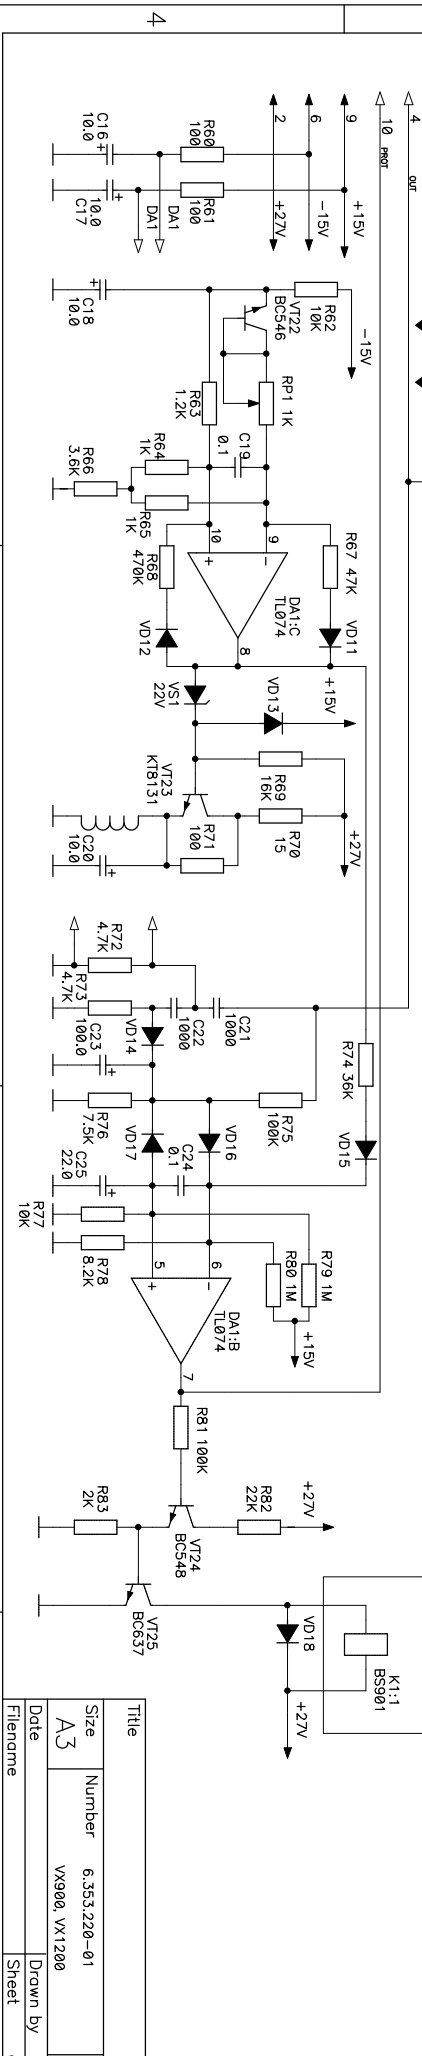 4
4
OUT
10
PROT
9
+15V
6
-15V
2
+27V
R60
100
R61
100
C16
10.0
+
+
10.0
C17
DA1
DA1
-15V
R62
10K
VT22
BC546
+
C18
10.0
RP1 1K
R63
1.2K
C19
0.1
R64
1K
R65
1K
R66
3.6K
R67 47K
VD11
9
10
-
+
DA1:C
TL074
8
R68
470K
VD12
+15V
VD13
VS1
22V
R69
16K
+27V
VT23
KT8131
R70
15
R71
100
C20
10.0
+
R72
4.7K
R73
4.7K
C21
1000
C22
1000
VD14
C23
100.0
+
R74 36K
VD15
R75
100K
R76
7.5K
VD16
VD17
C24
0.1
C25
22.0
+
R77
10K
R78
8.2K
R79 1M
R80 1M
+15V
6
5
-
+
DA1:B
TL074
7
R81 100K
+27V
R82
22K
VT24
BC548
R83
2K
VT25
BC637
VD18
K1:1
BS901
+27V
Title
Size
A3
Number
6.353.220-01
VX900, VX1200
Date
Drawn by
Filename
Sheet